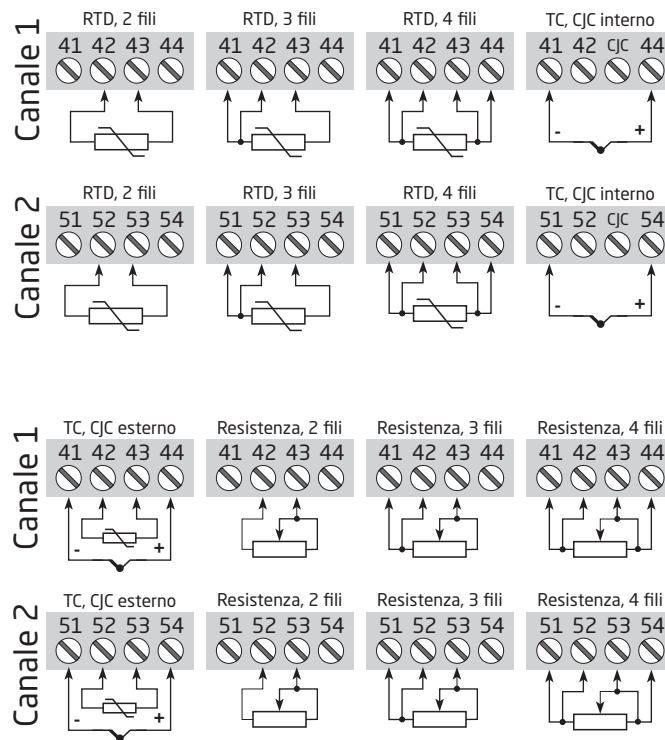 Canale 1
RTD, 2 fili
41 42 43 44
RTD, 3 fili
41 42 43 44
RTD, 4 fili
41 42 43 44
TC, CJC interno
41 42 CJC 44
- +
Canale 2
RTD, 2 fili
51 52 53 54
RTD, 3 fili
51 52 53 54
RTD, 4 fili
51 52 53 54
TC, CJC interno
51 52 CJC 54
- +
Canale 1
TC, CJC esterno
41 42 43 44
- +
Resistenza, 2 fili
41 42 43 44
Resistenza, 3 fili
41 42 43 44
Resistenza, 4 fili
41 42 43 44
Canale 2
TC, CJC esterno
51 52 53 54
- +
Resistenza, 2 fili
51 52 53 54
Resistenza, 3 fili
51 52 53 54
Resistenza, 4 fili
51 52 53 54